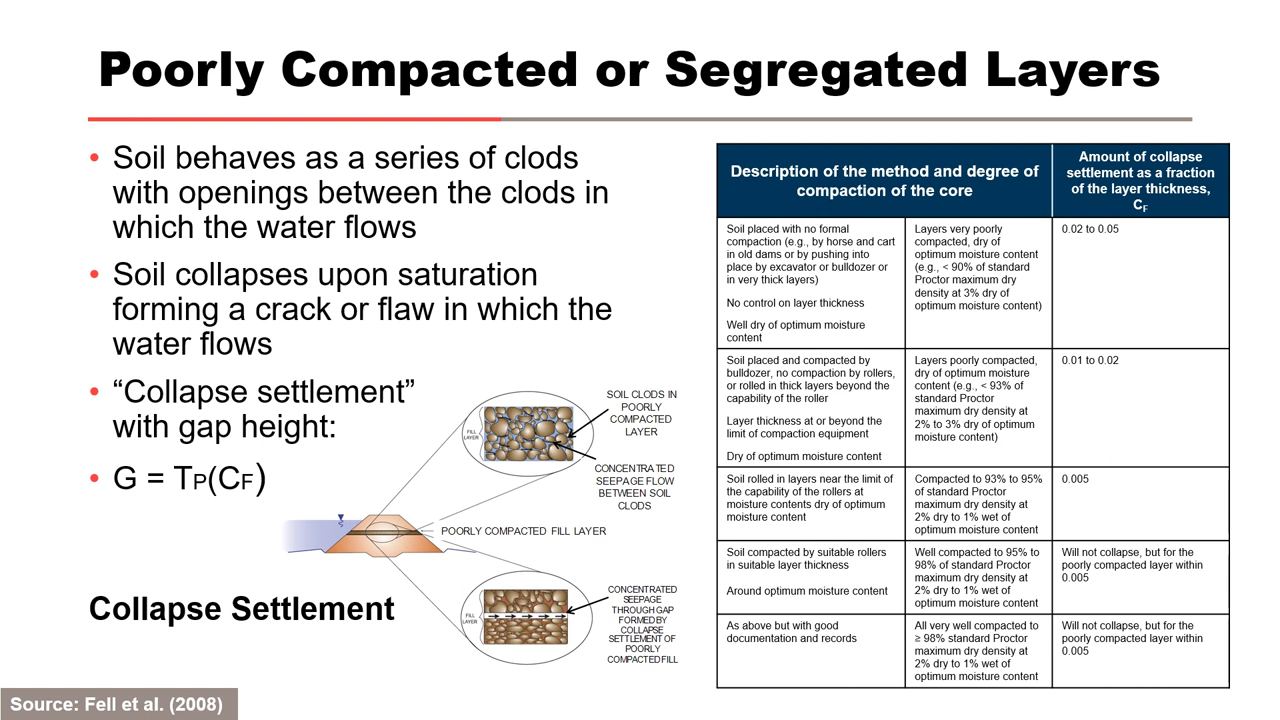 Poorly Compacted or Segregated Layers
• Soil behaves as a series of clods
with openings between the clods in
which the water flows
• Soil collapses upon saturation
forming a crack or flaw in which the
water flows
• “Collapse settlement”
with gap height:
• G = TP(CF)
FILL
LAYER
SOIL CLODS IN
POORLY
COMPACTED
LAYER
CONCENTRATED
SEEPAGE FLOW
BETWEEN SOIL
CLODS
POORLY COMPACTED FILL LAYER
FILL
LAYER
CONCENTRATED
SEEPAGE
THROUGH GAP
FORMED BY
COLLAPSE
SETTLEMENT OF
POORLY
COMPACTED FILL
Collapse Settlement
Description of the method and degree of
compaction of the core
Amount of collapse
settlement as a fraction
of the layer thickness,
CF
Soil placed with no formal
compaction (e.g., by horse and cart
in old dams or by pushing into
place by excavator or bulldozer or
in very thick layers)
No control on layer thickness
Well dry of optimum moisture
content
Layers very poorly
compacted, dry of
optimum moisture content
(e.g., < 90% of standard
Proctor maximum dry
density at 3% dry of
optimum moisture content)
0.02 to 0.05
Soil placed and compacted by
bulldozer, no compaction by rollers,
or rolled in thick layers beyond the
capability of the roller
Layer thickness at or beyond the
limit of compaction equipment
Dry of optimum moisture content
Layers poorly compacted,
dry of optimum moisture
content (e.g., < 93% of
standard Proctor
maximum dry density at
2% to 3% dry of optimum
moisture content)
0.01 to 0.02
Soil rolled in layers near the limit of
the capability of the rollers at
moisture contents dry of optimum
moisture content
Compacted to 93% to 95%
of standard Proctor
maximum dry density at
2% dry to 1% wet of
optimum moisture content
0.005
Soil compacted by suitable rollers
in suitable layer thickness
Around optimum moisture content
Well compacted to 95% to
98% of standard Proctor
maximum dry density at
2% dry to 1% wet of
optimum moisture content
Will not collapse, but for the
poorly compacted layer within
0.005
As above but with good
documentation and records
All very well compacted to
≥ 98% standard Proctor
maximum dry density at
2% dry to 1% wet of
optimum moisture content
Will not collapse, but for the
poorly compacted layer within
0.005
Source: Fell et al. (2008)